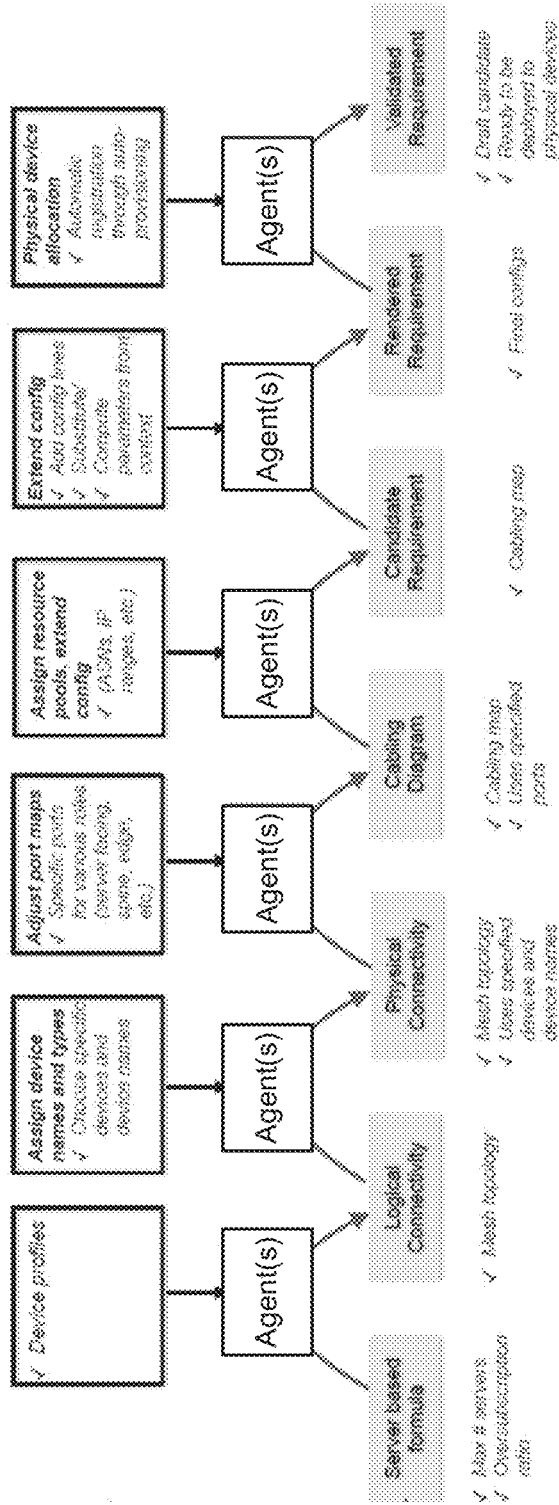 ✓ Device profiles
Assign device
names and types
✓ Choose specific
devices and
device names
Adjust port maps
✓ Specific ports
for various roles
(server facing,
spine, edge,
etc.)
Assign resource
pools, extend
config
✓ (ASNs, IP
ranges, etc.)
Extend config
✓ Add config lines
✓ Substitute/
✓ Compute
parameters from
context
Physical device
allocation
✓ Automatic
registration
through auto-
provisioning
Agent(s)
Agent(s)
Agent(s)
Agent(s)
Agent(s)
Agent(s)
Server based
formula
Logical
Connectivity
Physical
Connectivity
Cabling
Diagram
Candidate
Requirement
Rendered
Requirement
Validated
Requirement
✓ Max # servers
✓ Oversubscription
ratio
✓ Mesh topology
✓ Mesh topology
✓ Uses specified
devices and
device names
✓ Cabling map
✓ Uses specified
ports
✓ Cabling map
✓ Final configs
✓ Draft candidate
✓ Ready to be
deployed to
physical devices